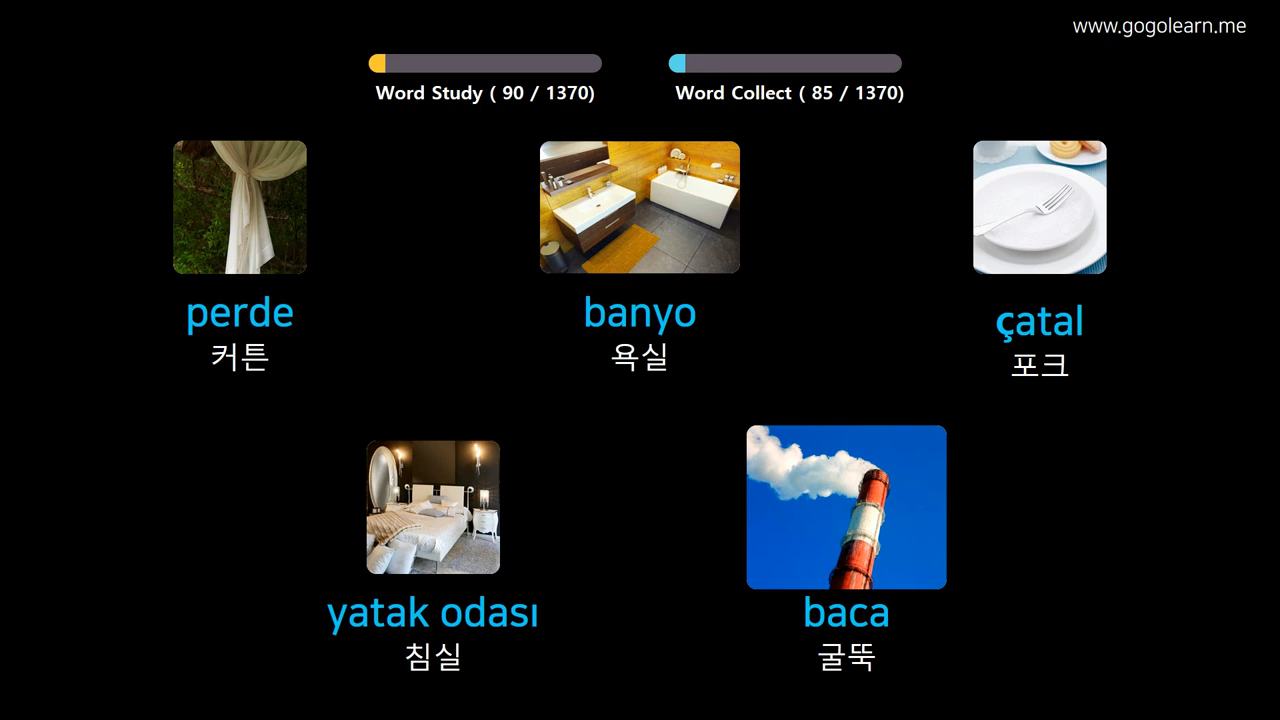 www.gogolearn.me
Word Study ( 90 / 1370)
Word Collect ( 85 / 1370)
perde
커튼
banyo
욕실
çatal
포크
yatak odası
침실
baca
굴뚝